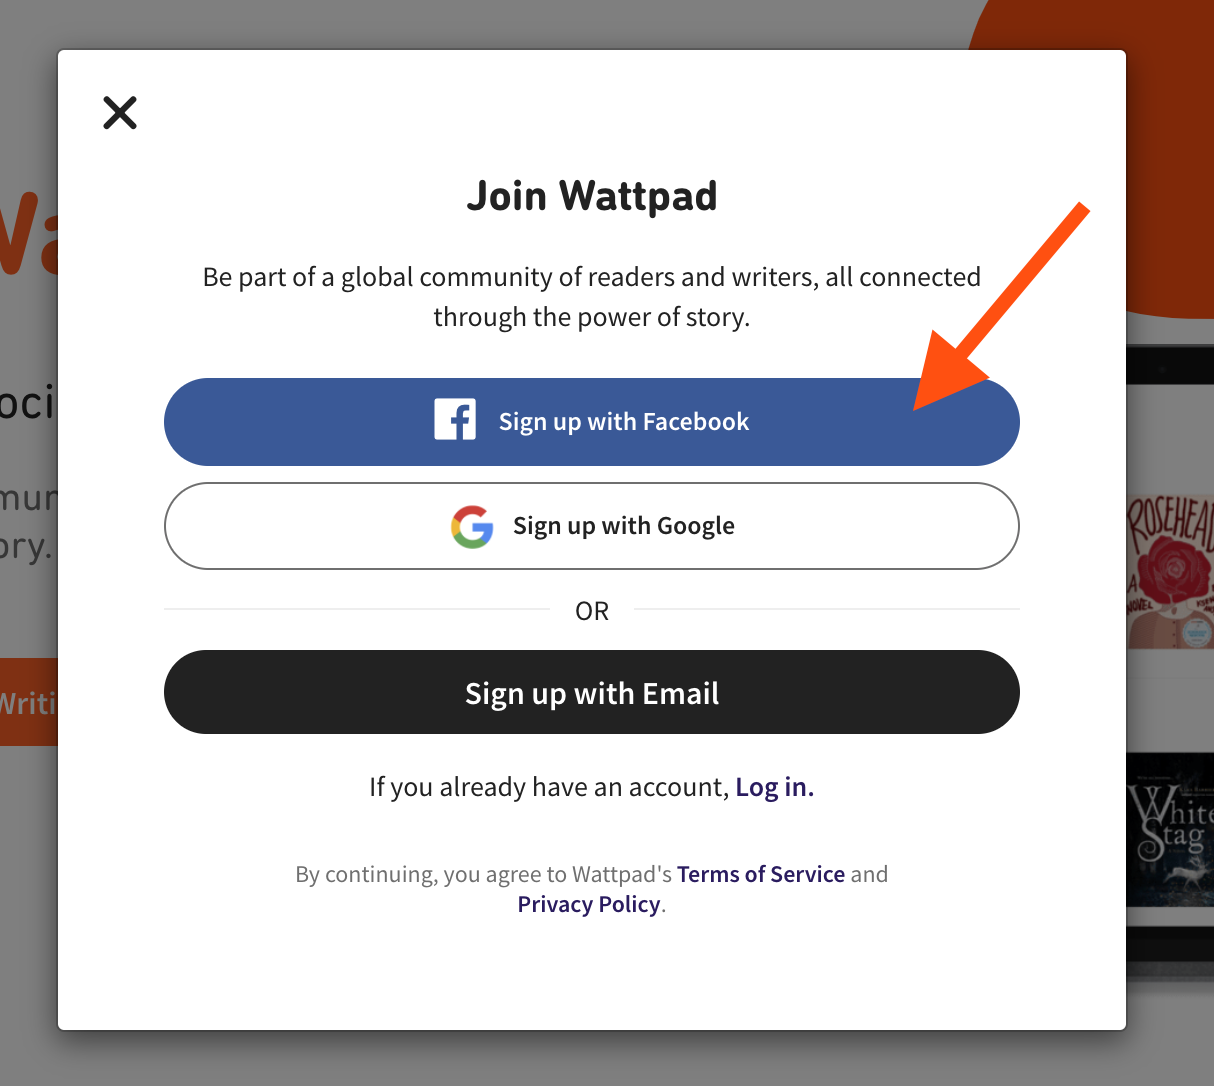 Join Wattpad
Be part of a global community of readers and writers, all connected
through the power of story.
Sign up with Facebook
Sign up with Google
OR
Sign up with Email
If you already have an account, Log in.
By continuing, you agree to Wattpad's Terms of Service and
Privacy Policy.
Wa
oci
mun
ory.
Writi
ROSEHEAD
A
NOVEL
White
Stag